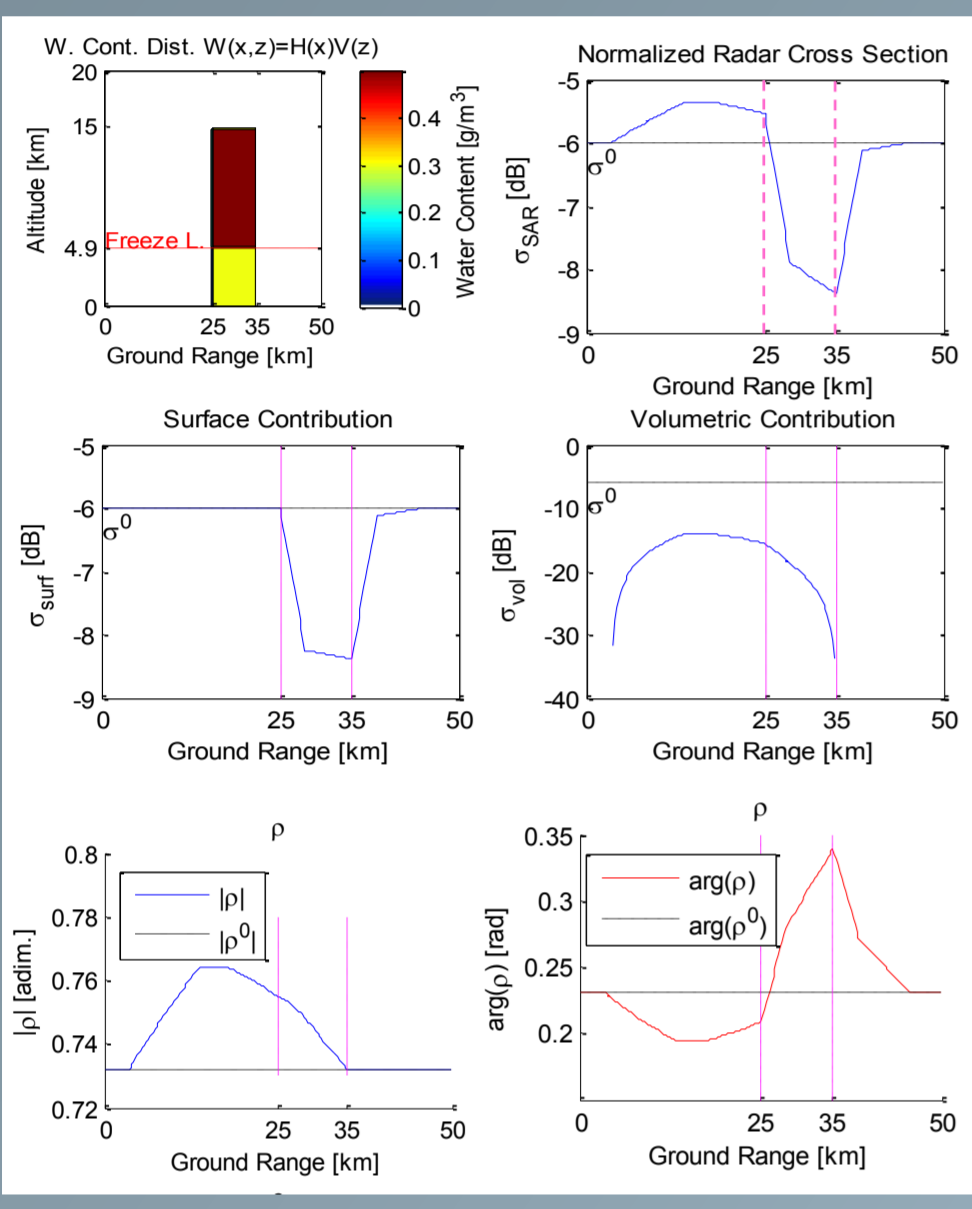 W. Cont. Dist. W(x,z)=H(x)V(z)
20
15
4.9
0
Altitude [km]
Freeze L.
0 25 35 50
Ground Range [km]
0.4
0.3
0.2
0.1
0
Water Content [g/m³]
Normalized Radar Cross Section
-5
-6
-7
-8
-9
σSAR [dB]
σ⁰
0 25 35 50
Ground Range [km]
Surface Contribution
-5
-6
-7
-8
-9
σsurf [dB]
σ⁰
0 25 35 50
Ground Range [km]
Volumetric Contribution
0
-10
-20
-30
-40
σvol [dB]
σ⁰
0 25 35 50
Ground Range [km]
ρ
0.8
0.78
0.76
0.74
0.72
|ρ| [adim.]
|ρ|
|ρ⁰|
0 25 35 50
Ground Range [km]
ρ
0.35
0.3
0.25
0.2
arg(ρ) [rad]
arg(ρ)
arg(ρ⁰)
0 25 35 50
Ground Range [km]